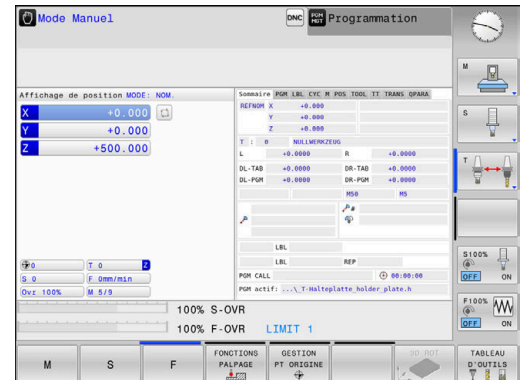 Mode Manuel
DNC
PGM MGT
Programmation
Affichage de position MODE: NOM.
X +0.000
Y +0.000
Z +500.000
Sommaire PGM LBL CYC M POS TOOL TT TRANS QPARA
REFNOM X +0.000
Y +0.000
Z +0.000
T : 0 NULLWERKZEUG
L +0.0000 R +0.0000
DL-TAB +0.0000 DR-TAB +0.0000
DL-PGM +0.0000 DR-PGM +0.0000
M50 M5
P #
LBL
LBL REP
PGM CALL 00:00:00
PGM actif: ...\_T-Halteplatte_holder_plate.h
0 T 0 Z
S 0 F 0mm/min
Ovr 100% M 5/9
100% S-OVR
100% F-OVR LIMIT 1
M
S
T
S100%
OFF ON
F100%
OFF ON
M
S
F
FONCTIONS
PALPAGE
GESTION
PT ORIGINE
3D ROT
TABLEAU
D'OUTILS